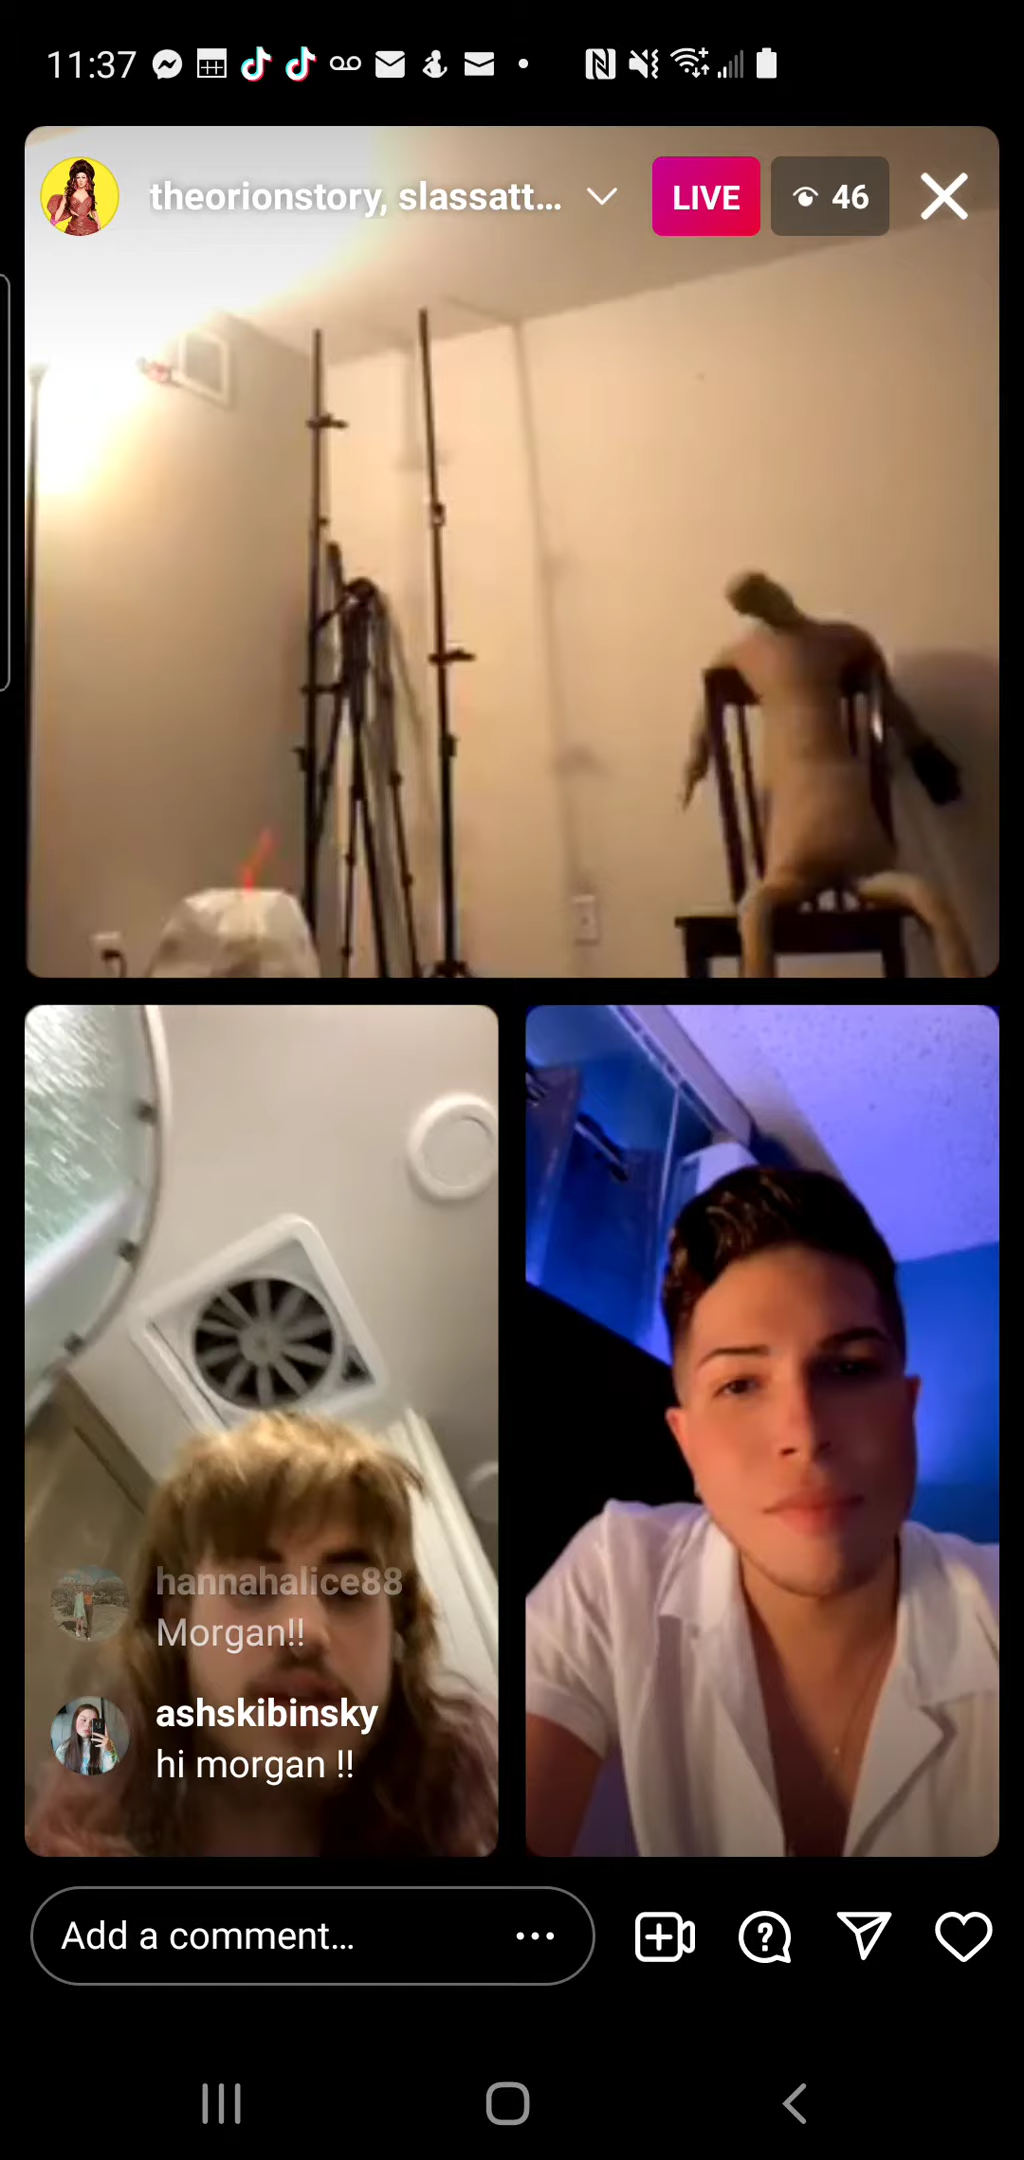 11:37
theorionstory, slassatt...
LIVE
46
hannahalice88
Morgan!!
ashskibinsky
hi morgan !!
Add a comment...